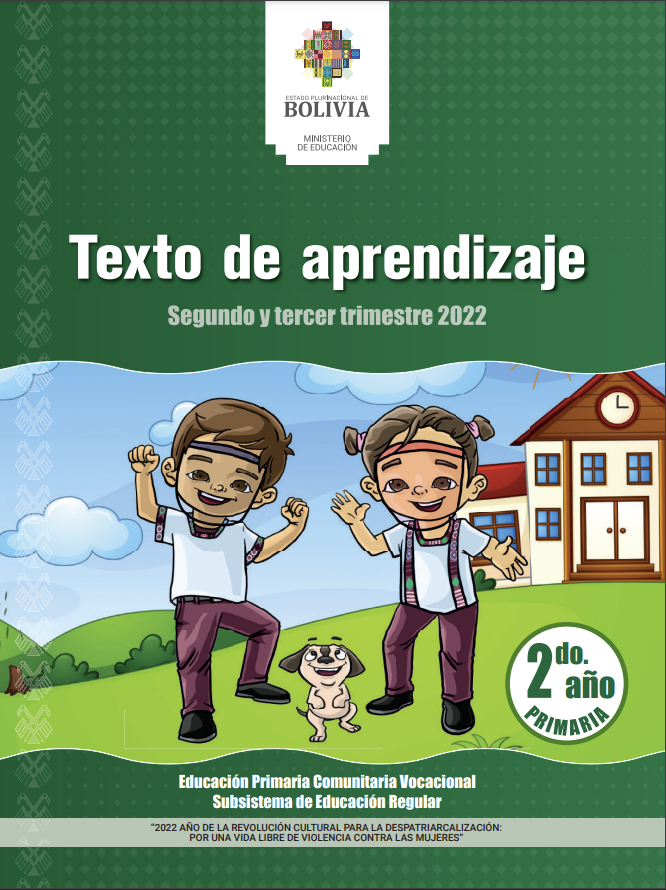 ESTADO PLURINACIONAL DE
BOLIVIA
MINISTERIO
DE EDUCACIÓN
Texto de aprendizaje
Segundo y tercer trimestre 2022
2do.
año
PRIMARIA
Educación Primaria Comunitaria Vocacional
Subsistema de Educación Regular
“2022 AÑO DE LA REVOLUCIÓN CULTURAL PARA LA DESPATRIARCALIZACIÓN:
POR UNA VIDA LIBRE DE VIOLENCIA CONTRA LAS MUJERES”